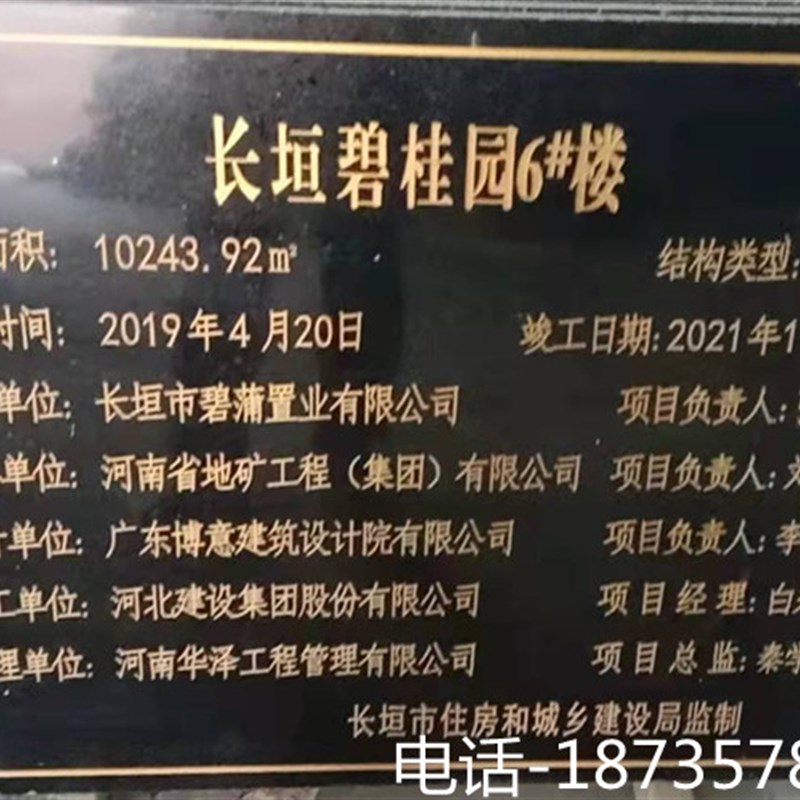 长垣碧桂园6#楼
面积: 10243.92㎡ 结构类型:
时间: 2019年4月20日 竣工日期: 2021年1
单位: 长垣市碧蒲置业有限公司 项目负责人:
单位: 河南省地矿工程(集团)有限公司 项目负责人: 刘
计单位: 广东博意建筑设计院有限公司 项目负责人: 李
工单位: 河北建设集团股份有限公司 项目经理: 白
理单位: 河南华泽工程管理有限公司 项目总监: 秦学
长垣市住房和城乡建设局监制
电话-1873578